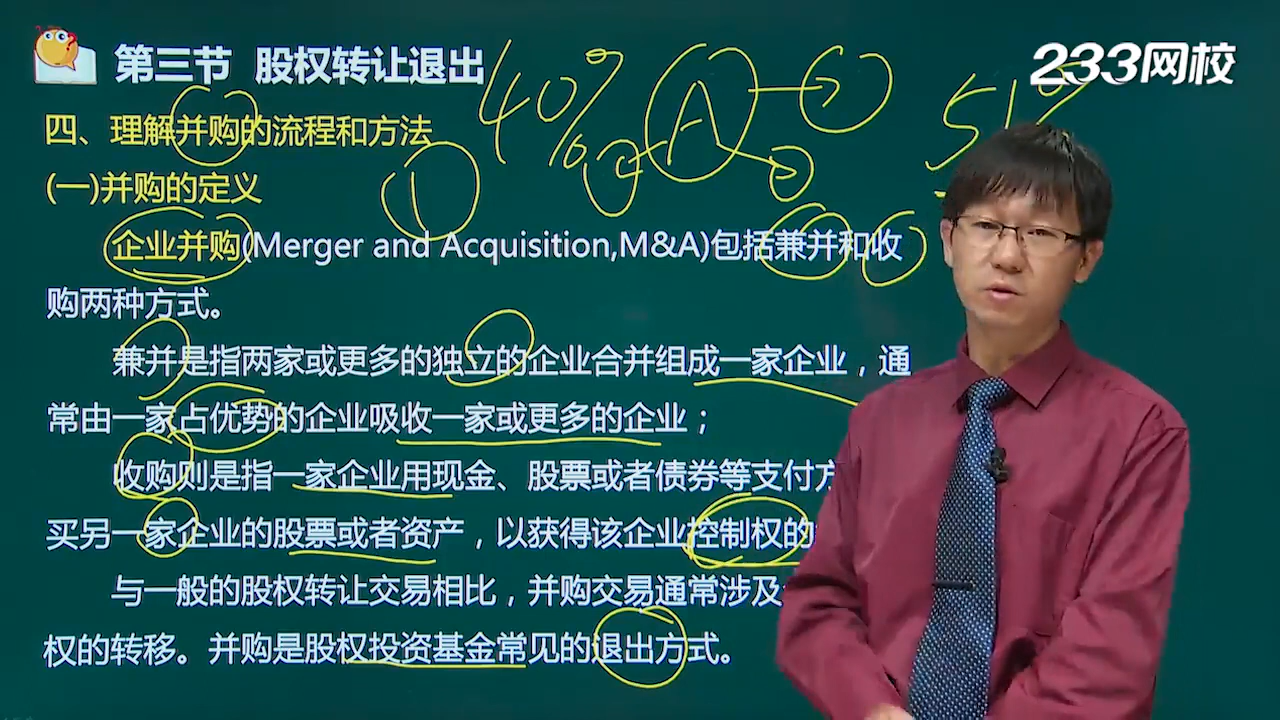 第三节 股权转让退出
233网校
40%
A
51%
四、理解并购的流程和方法
(一)并购的定义
企业并购(Merger and Acquisition,M&A)包括兼并和收
购两种方式。
兼并是指两家或更多的独立的企业合并组成一家企业，通
常由一家占优势的企业吸收一家或更多的企业；
收购则是指一家企业用现金、股票或者债券等支付方
买另一家企业的股票或者资产，以获得该企业控制权的
与一般的股权转让交易相比，并购交易通常涉及
权的转移。并购是股权投资基金常见的退出方式。